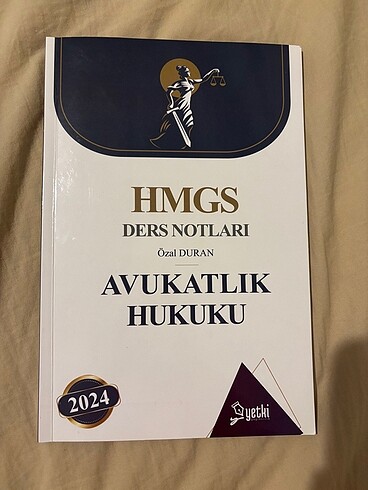 HMGS
DERS NOTLARI
Özal DURAN
AVUKATLIK
HUKUKU
2024
yetki